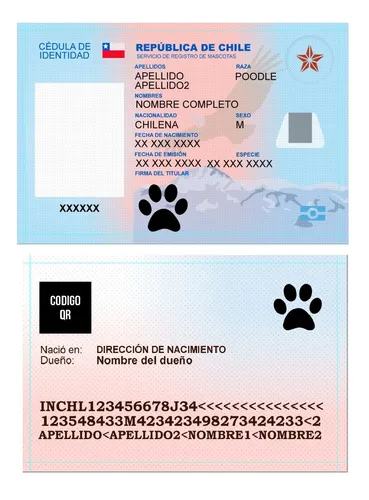 CÉDULA DE
IDENTIDAD
REPÚBLICA DE CHILE
SERVICIO DE REGISTRO DE MASCOTAS
APELLIDOS RAZA
APELLIDO POODLE
APELLIDO2
NOMBRES
NOMBRE COMPLETO
NACIONALIDAD SEXO
CHILENA M
FECHA DE NACIMIENTO
XX XXX XXXX
FECHA DE EMISIÓN ESPECIE
XX XXX XXXX XX XXX XXXX
FIRMA DEL TITULAR
XXXXXX
CODIGO
QR
Nació en: DIRECCIÓN DE NACIMIENTO
Dueño: Nombre del dueño
INCHL123456678J34<<<<<<<<<<<<<<<
123548433M423423498273424233<2
APELLIDO<APELLIDO2<NOMBRE1<NOMBRE2